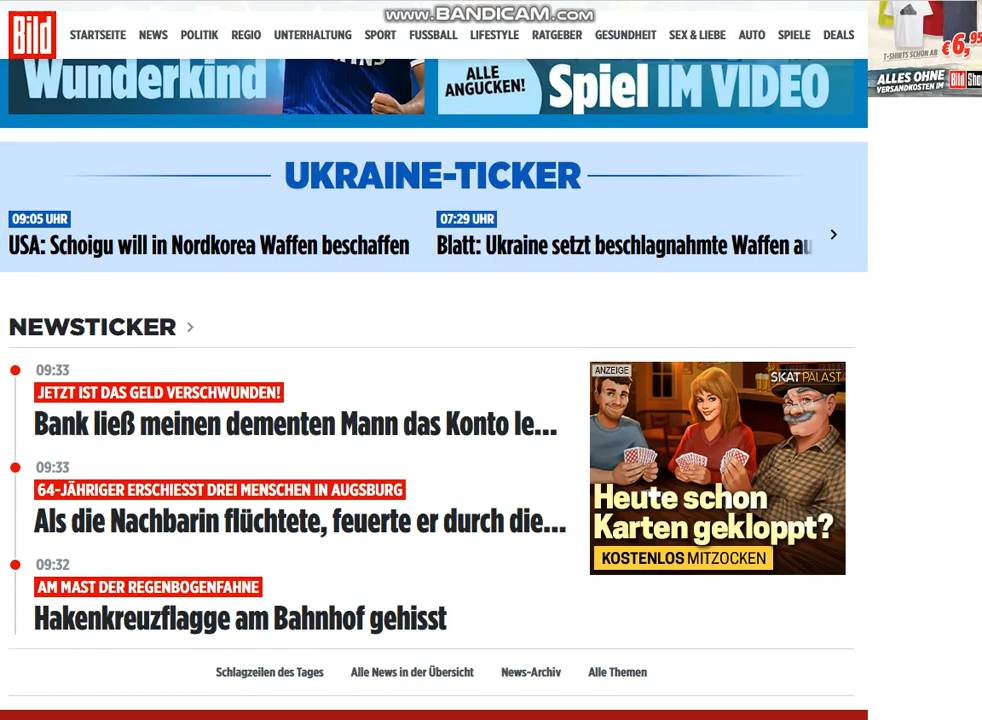 www.BANDICAM.com
Bild
STARTSEITE NEWS POLITIK REGIO UNTERHALTUNG SPORT FUSSBALL LIFESTYLE RATGEBER GESUNDHEIT SEX & LIEBE AUTO SPIELE DEALS
T-SHIRTS SCHON AB €6,95
ALLES OHNE
VERSANDKOSTEN IM Bild Shop
Wunderkind
ALLE
ANGUCKEN!
Spiel IM VIDEO
UKRAINE-TICKER
09:05 UHR
USA: Schoigu will in Nordkorea Waffen beschaffen
07:29 UHR
Blatt: Ukraine setzt beschlagnahmte Waffen au
NEWSTICKER
09:33
JETZT IST DAS GELD VERSCHWUNDEN!
Bank ließ meinen dementen Mann das Konto le...
09:33
64-JÄHRIGER ERSCHIESST DREI MENSCHEN IN AUGSBURG
Als die Nachbarin flüchtete, feuerte er durch die...
09:32
AM MAST DER REGENBOGENFAHNE
Hakenkreuzflagge am Bahnhof gehisst
ANZEIGE
SKATPALAST
Heute schon
Karten gekloppt?
KOSTENLOS MITZOCKEN
Schlagzeilen des Tages Alle News in der Übersicht News-Archiv Alle Themen